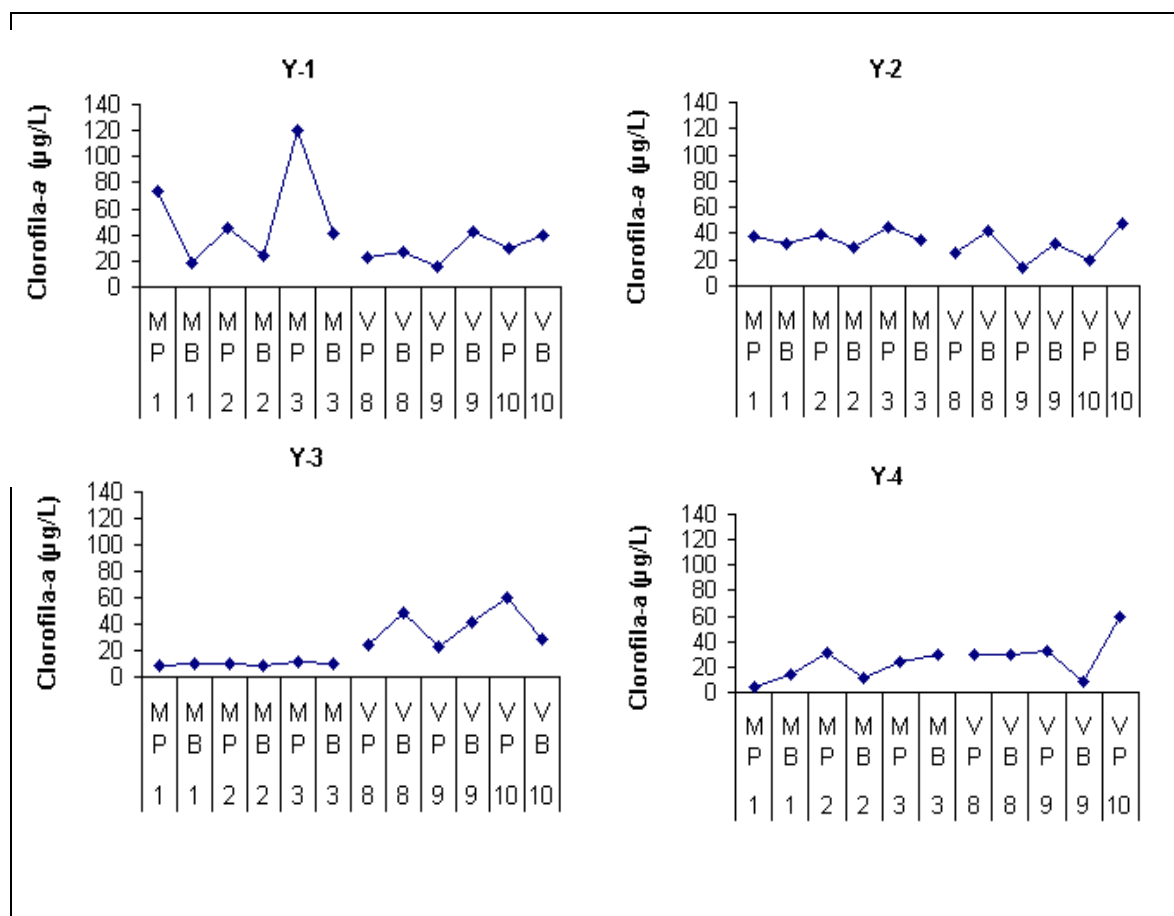 Y-1
Clorofila-a (µg/L)
140
120
100
80
60
40
20
0
M M M M M M V V V V V V
P B P B P B P B P B P B
1 1 2 2 3 3 8 8 9 9 10 10
Y-2
Clorofila-a (µg/L)
140
120
100
80
60
40
20
0
M M M M M M V V V V V V
P B P B P B P B P B P B
1 1 2 2 3 3 8 8 9 9 10 10
Y-3
Clorofila-a (µg/L)
140
120
100
80
60
40
20
0
M M M M M M V V V V V V
P B P B P B P B P B P B
1 1 2 2 3 3 8 8 9 9 10 10
Y-4
Clorofila-a (µg/L)
140
120
100
80
60
40
20
0
M M M M M M V V V V V
P B P B P B P B P B P
1 1 2 2 3 3 8 8 9 9 10